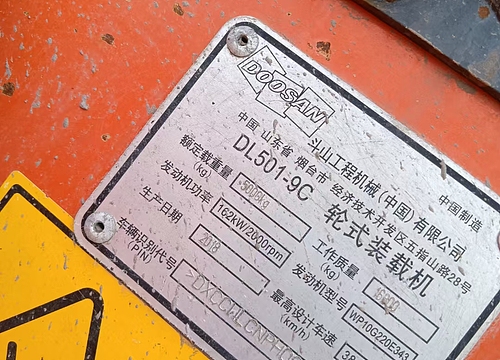 DOOSAN
斗山工程机械(中国)有限公司
中国 山东省 烟台市 经济技术开发区五指山路28号
中国制造
DL501-9C 轮式装载机
额定载重量 (kg) 5000kg
工作质量 (kg)
发动机功率 162kW/2000rpm
发动机型号 WP10G220E343
生产日期 2018
最高设计车速 (km/h) 38
车辆识别代号 (PIN)